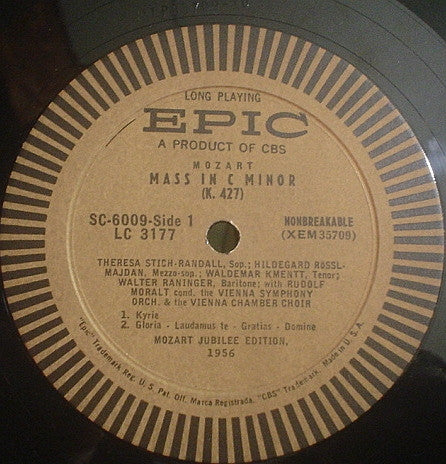 LONG PLAYING
EPIC
A PRODUCT OF CBS
MOZART
MASS IN C MINOR
(K. 427)
SC-6009-Side 1 NONBREAKABLE
LC 3177 (XEM35709)
THERESA STICH-RANDALL, Sop.; HILDEGARD RÖSSL-
MAJDAN, Mezzo-sop.; WALDEMAR KMENTT, Tenor;
WALTER RANINGER, Baritone; with RUDOLF
MORALT cond. the VIENNA SYMPHONY
ORCH. & the VIENNA CHAMBER CHOIR
1. Kyrie
2. Gloria - Laudamus te - Gratias - Domine
MOZART JUBILEE EDITION,
1956
"Epic" Trademark Reg. U. S. Pat. Off. Marca Registrada. "CBS" Trademark. Made in U. S. A.